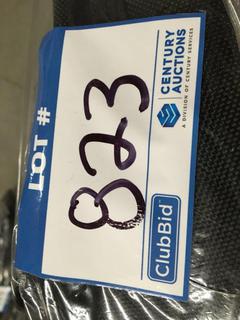 LOT #
823
CENTURY
AUCTIONS
A DIVISION OF CENTURY SERVICES
ClubBid